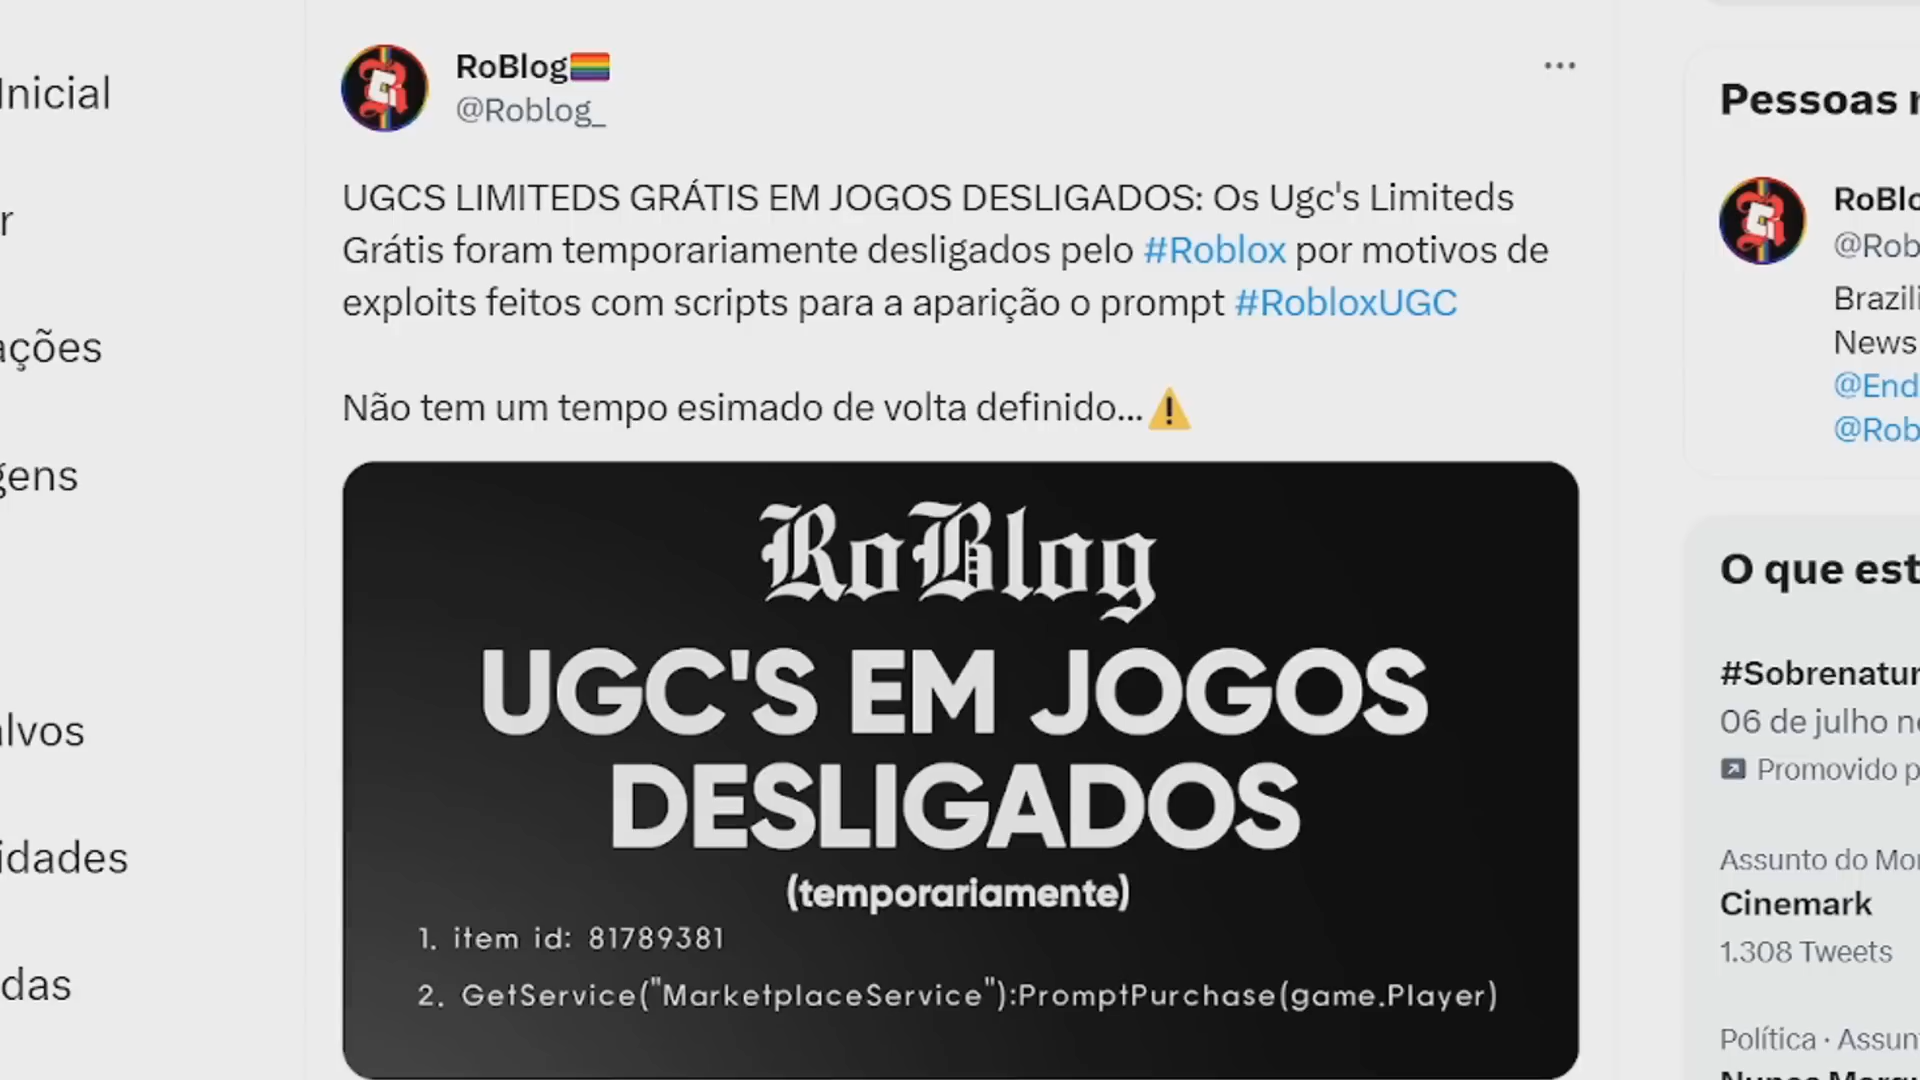 Inicial
r
ações
gens
alvos
idades
das
RoBlog
@Roblog_
UGCS LIMITEDS GRÁTIS EM JOGOS DESLIGADOS: Os Ugc's Limiteds
Grátis foram temporariamente desligados pelo #Roblox por motivos de
exploits feitos com scripts para a aparição o prompt #RobloxUGC
Não tem um tempo esimado de volta definido...
RoBlog
UGC'S EM JOGOS
DESLIGADOS
(temporariamente)
1. item id: 81789381
2. GetService("MarketplaceService"):PromptPurchase(game.Player)
Pessoas
RoBlo
@Rob
Brazili
News
@End
@Rob
O que est
#Sobrenatur
06 de julho n
Promovido p
Assunto do Mo
Cinemark
1.308 Tweets
Política · Assun